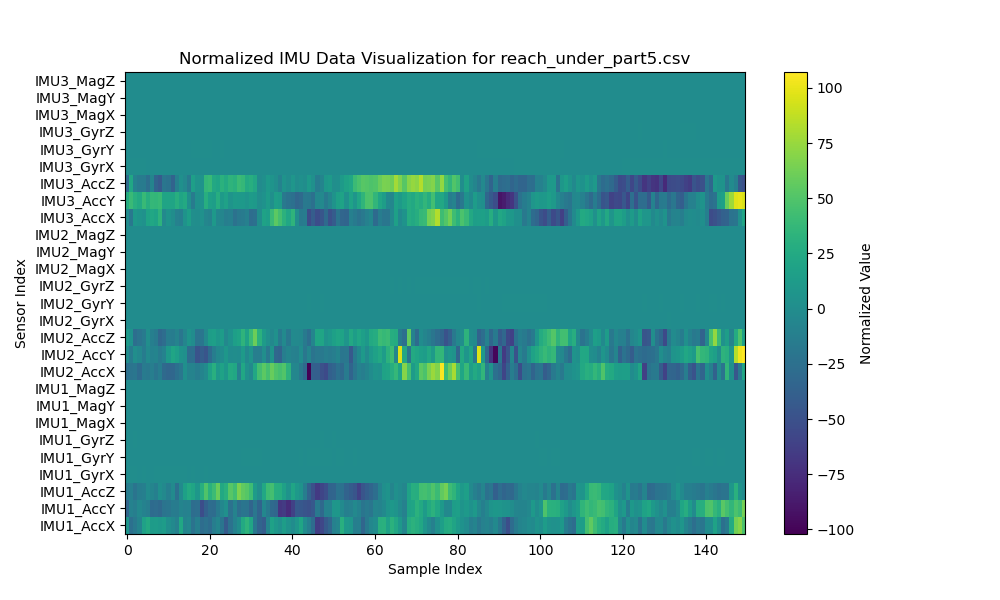 Normalized IMU Data Visualization for reach_under_part5.csv
IMU3_MagZ
IMU3_MagY
IMU3_MagX
IMU3_GyrZ
IMU3_GyrY
IMU3_GyrX
IMU3_AccZ
IMU3_AccY
IMU3_AccX
IMU2_MagZ
IMU2_MagY
IMU2_MagX
IMU2_GyrZ
IMU2_GyrY
IMU2_GyrX
IMU2_AccZ
IMU2_AccY
IMU2_AccX
IMU1_MagZ
IMU1_MagY
IMU1_MagX
IMU1_GyrZ
IMU1_GyrY
IMU1_GyrX
IMU1_AccZ
IMU1_AccY
IMU1_AccX
Sensor Index
0 20 40 60 80 100 120 140
Sample Index
100
75
50
25
0
−25
−50
−75
−100
Normalized Value